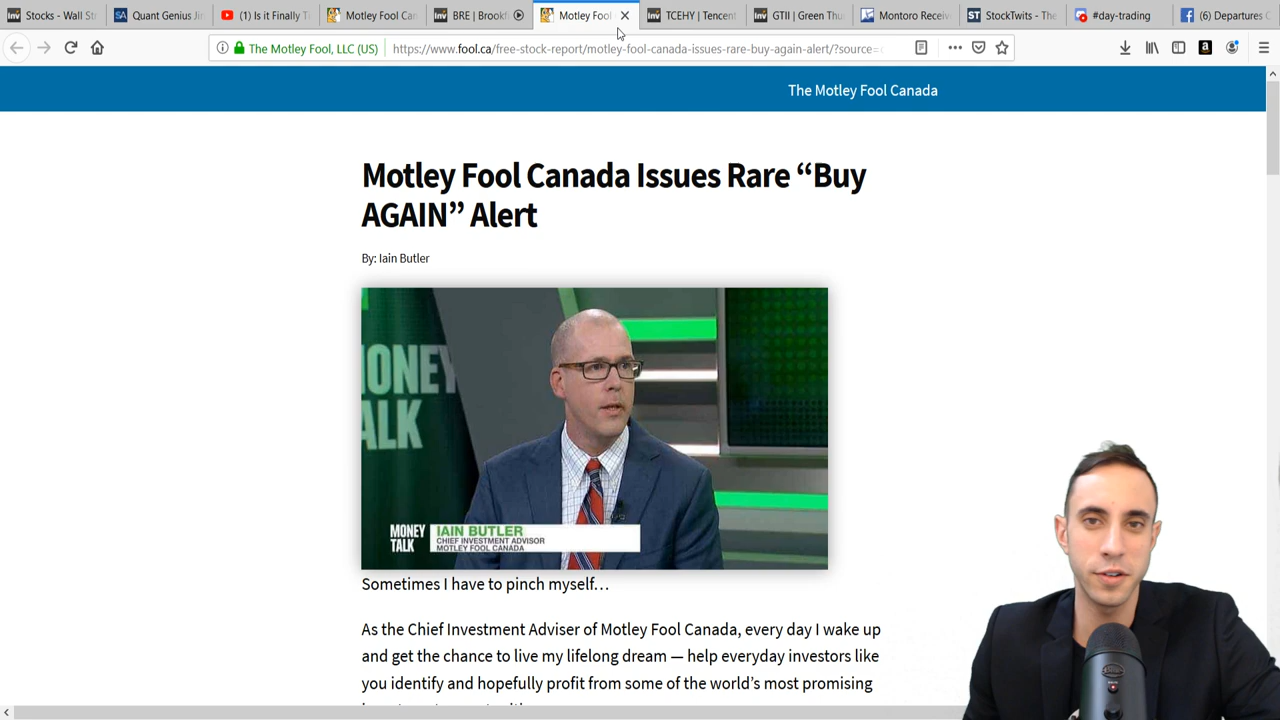 Stocks - Wall St
Quant Genius Ji
(1) Is it Finally T
Motley Fool Ca
BRE | Brookf
Motley Fool
TCEHY | Tencent
GTII | Green Thu
Montoro Receiv
StockTwits - The
#day-trading
(6) Departures C
The Motley Fool, LLC (US)
https://www.fool.ca/free-stock-report/motley-fool-canada-issues-rare-buy-again-alert/?source=
The Motley Fool Canada
Motley Fool Canada Issues Rare “Buy
AGAIN” Alert
By: Iain Butler
MONEY
TALK
MONEY
TALK
IAIN BUTLER
CHIEF INVESTMENT ADVISOR
MOTLEY FOOL CANADA
Sometimes I have to pinch myself…
As the Chief Investment Adviser of Motley Fool Canada, every day I wake up
and get the chance to live my lifelong dream — help everyday investors like
you identify and hopefully profit from some of the world’s most promising